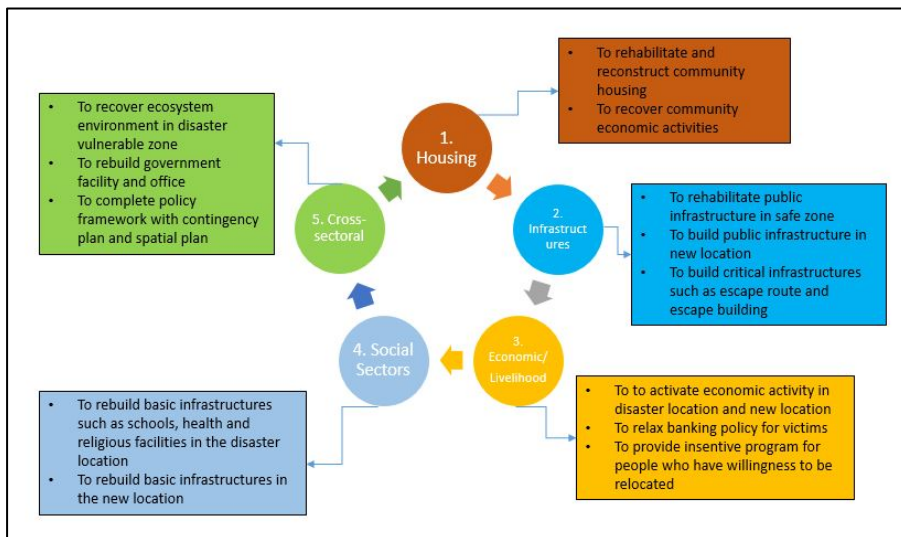 1.
Housing
• To rehabilitate and
reconstruct community
housing
• To recover community
economic activities
2.
Infrastruct
ures
• To rehabilitate public
infrastructure in safe zone
• To build public infrastructure in
new location
• To build critical infrastructures
such as escape route and
escape building
3.
Economic/
Livelihood
• To to activate economic activity in
disaster location and new location
• To relax banking policy for victims
• To provide insentive program for
people who have willingness to be
relocated
4. Social
Sectors
• To rebuild basic infrastructures
such as schools, health and
religious facilities in the disaster
location
• To rebuild basic infrastructures in
the new location
5. Cross-
sectoral
• To recover ecosystem
environment in disaster
vulnerable zone
• To rebuild government
facility and office
• To complete policy
framework with contingency
plan and spatial plan